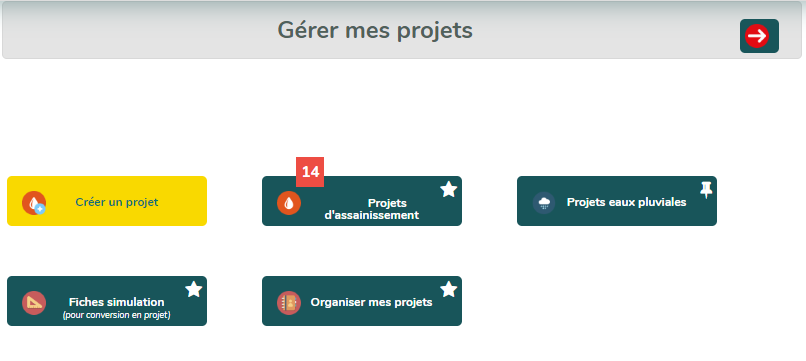 Gérer mes projets
14
Créer un projet
Projets
d'assainissement
Projets eaux pluviales
Fiches simulation
(pour conversion en projet)
Organiser mes projets